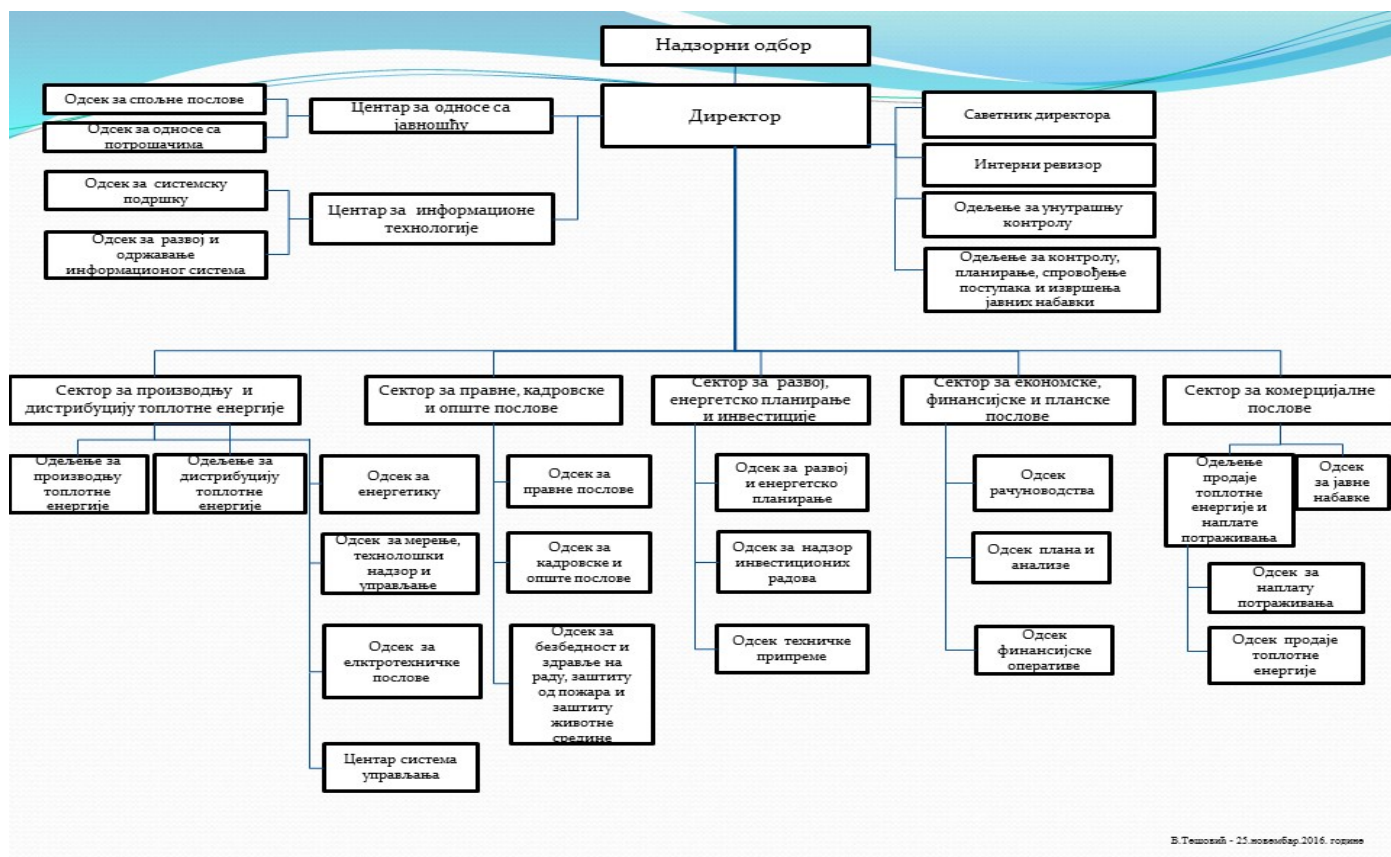 Надзорни одбор
Директор
Одсек за спољне послове
Одсек за односе са
потрошачима
Центар за односе са
јавношћу
Одсек за системску
подршку
Одсек за развој и
одржавање
информационог система
Центар за информационе
технологије
Саветник директора
Интерни ревизор
Одељење за унутрашњу
контролу
Одељење за контролу,
планирање, спровођење
поступака и извршења
јавних набавки
Сектор за производњу и
дистрибуцију топлотне енергије
Сектор за правне, кадровске
и опште послове
Сектор за развој,
енергетско планирање
и инвестиције
Сектор за економске,
финансијске и планске
послове
Сектор за комерцијалне
послове
Одељење за
производњу
топлотне
енергије
Одељење за
дистрибуцију
топлотне
енергије
Одсек за
енергетику
Одсек за мерење,
технолошки
надзор и
управљање
Одсек за
елктротехничке
послове
Центар система
управљања
Одсек за
правне послове
Одсек за
кадровске и
опште послове
Одсек за
безбедност и
здравље на
раду, заштиту
од пожара и
заштиту
животне
средине
Одсек за развој
и енергетско
планирање
Одсек за надзор
инвестиционих
радова
Одсек техничке
припреме
Одсек
рачуноводства
Одсек плана и
анализе
Одсек
финансијске
оперативе
Одељење
продаје
топлотне
енергије и
наплате
потраживања
Одсек
за јавне
набавке
Одсек за
наплату
потраживања
Одсек продаје
топлотне
енергије
В.Тешовић - 25.новембар.2016. године